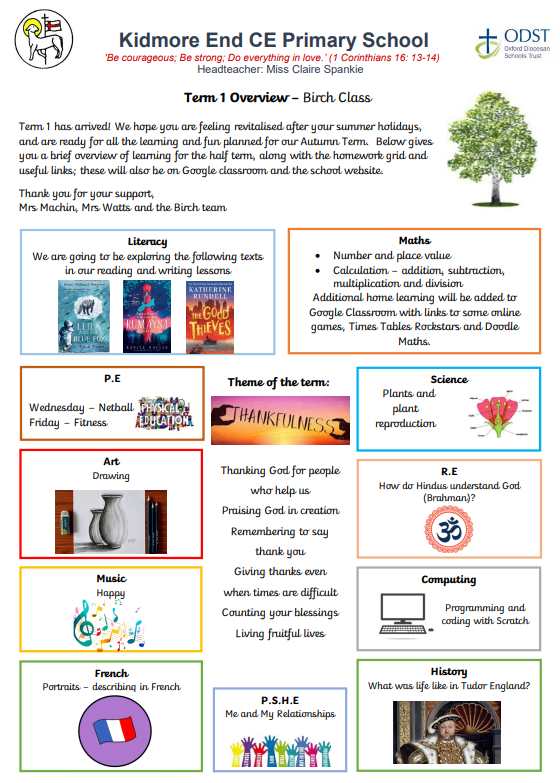 Kidmore End CE Primary School
'Be courageous; Be strong; Do everything in love.' (1 Corinthians 16: 13-14)
Headteacher: Miss Claire Spankie
ODST
Oxford Diocesan
Schools Trust
Term 1 Overview – Birch Class
Term 1 has arrived! We hope you are feeling revitalised after your summer holidays,
and are ready for all the learning and fun planned for our Autumn Term. Below gives
you a brief overview of learning for the half term, along with the homework grid and
useful links; these will also be on Google classroom and the school website.
Thank you for your support,
Mrs Machin, Mrs Watts and the Birch team
Literacy
We are going to be exploring the following texts
in our reading and writing lessons
LEILA
AND THE
BLUE FOX
RUMAYSA
KATHERINE
RUNDELL
THE GOOD
THIEVES
Maths
• Number and place value
• Calculation – addition, subtraction,
multiplication and division
Additional home learning will be added to
Google Classroom with links to some online
games, Times Tables Rockstars and Doodle
Maths.
P.E
Wednesday – Netball
Friday – Fitness
PHYSICAL
EDUCATION
Theme of the term:
THANKFULNESS
Science
Plants and
plant
reproduction
Art
Drawing
Thanking God for people
who help us
Praising God in creation
Remembering to say
thank you
Giving thanks even
when times are difficult
Counting your blessings
Living fruitful lives
R.E
How do Hindus understand God
(Brahman)?
ॐ
Music
Happy
Computing
Programming and
coding with Scratch
French
Portraits – describing in French
P.S.H.E
Me and My Relationships
History
What was life like in Tudor England?